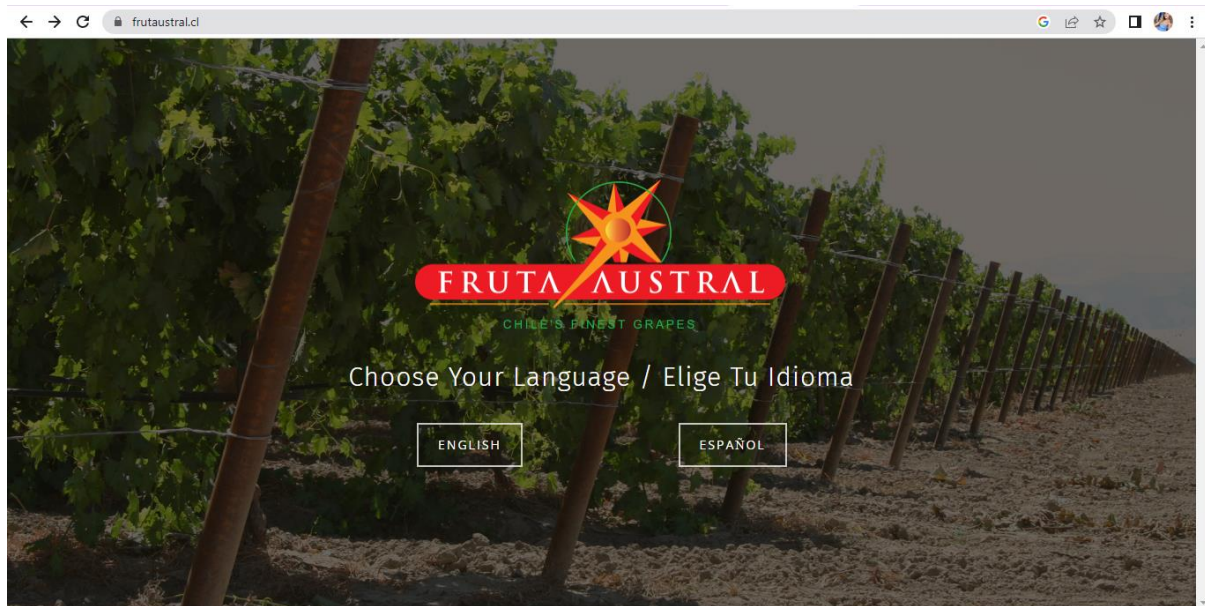 frutaustral.cl
FRUTA AUSTRAL
CHILE'S FINEST GRAPES
Choose Your Language / Elige Tu Idioma
ENGLISH ESPAÑOL